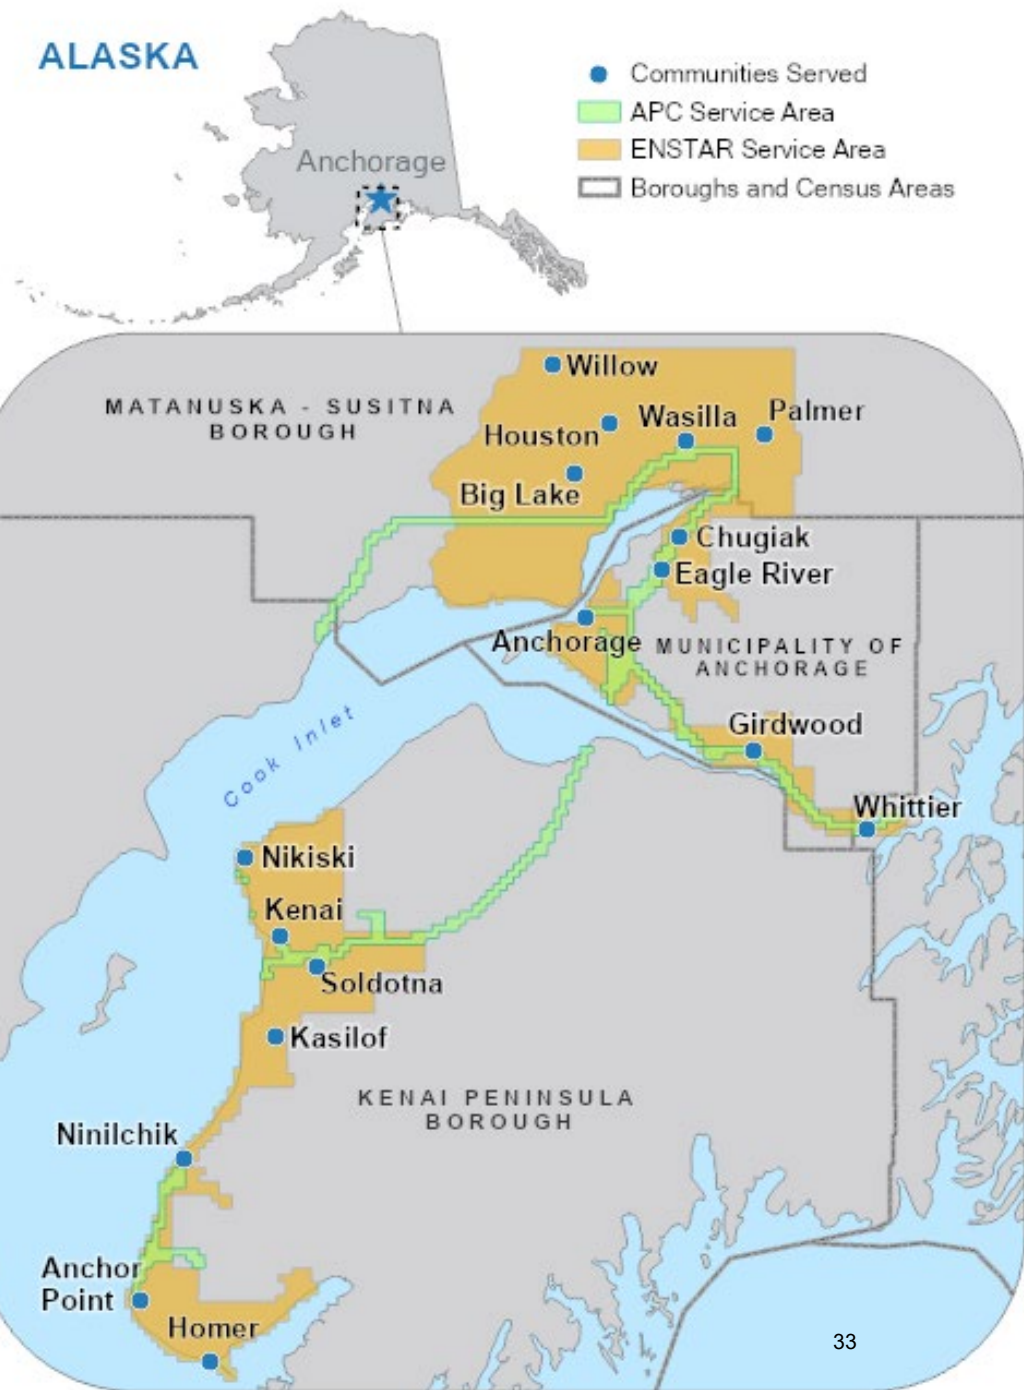 ALASKA
Anchorage
Communities Served
APC Service Area
ENSTAR Service Area
Boroughs and Census Areas
Willow
MATANUSKA - SUSITNA
BOROUGH
Wasilla
Palmer
Houston
Big Lake
Chugiak
Eagle River
Anchorage
MUNICIPALITY OF
ANCHORAGE
Girdwood
Cook Inlet
Whittier
Nikiski
Kenai
Soldotna
Kasilof
KENAI PENINSULA
BOROUGH
Ninilchik
Anchor
Point
Homer
33